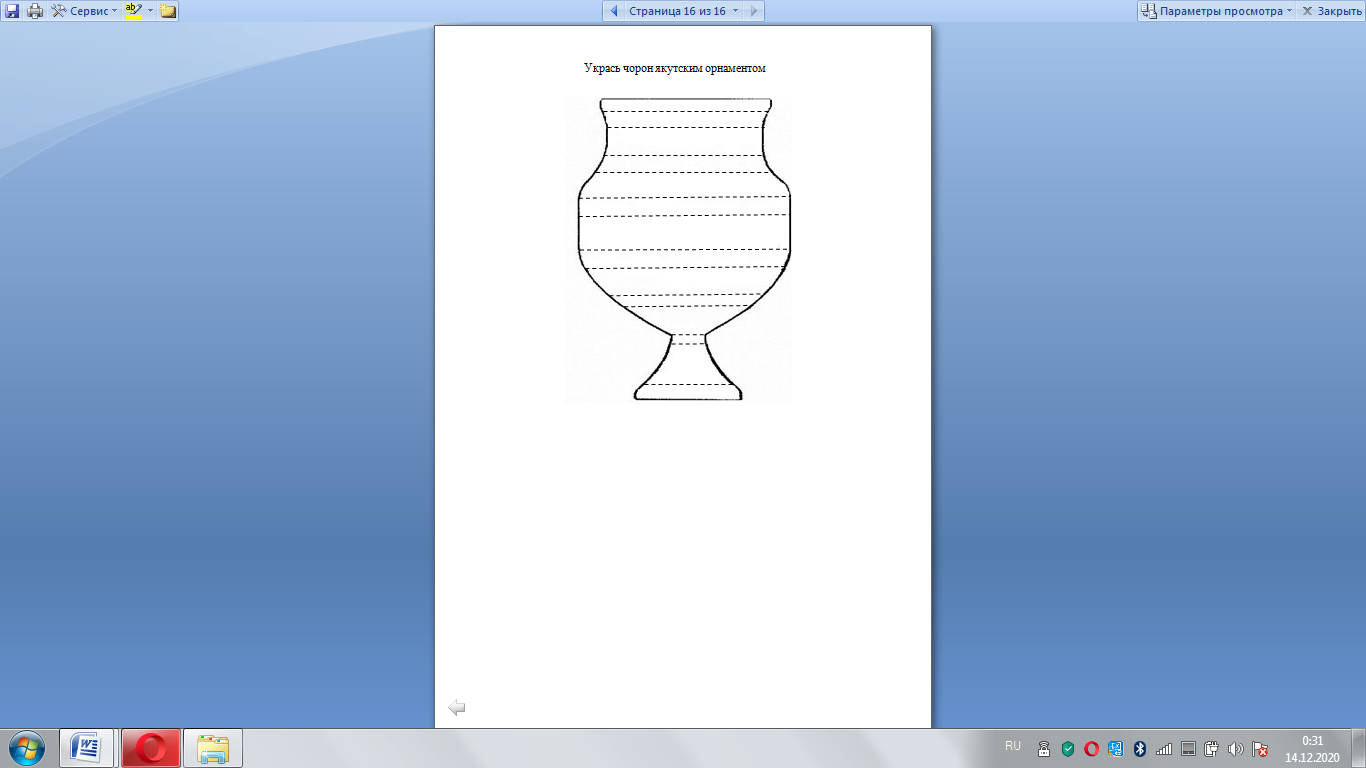 Сервис
Страница 16 из 16
Параметры просмотра
Закрыть
Укрась чорон якутским орнаментом
RU
0:31
14.12.2020